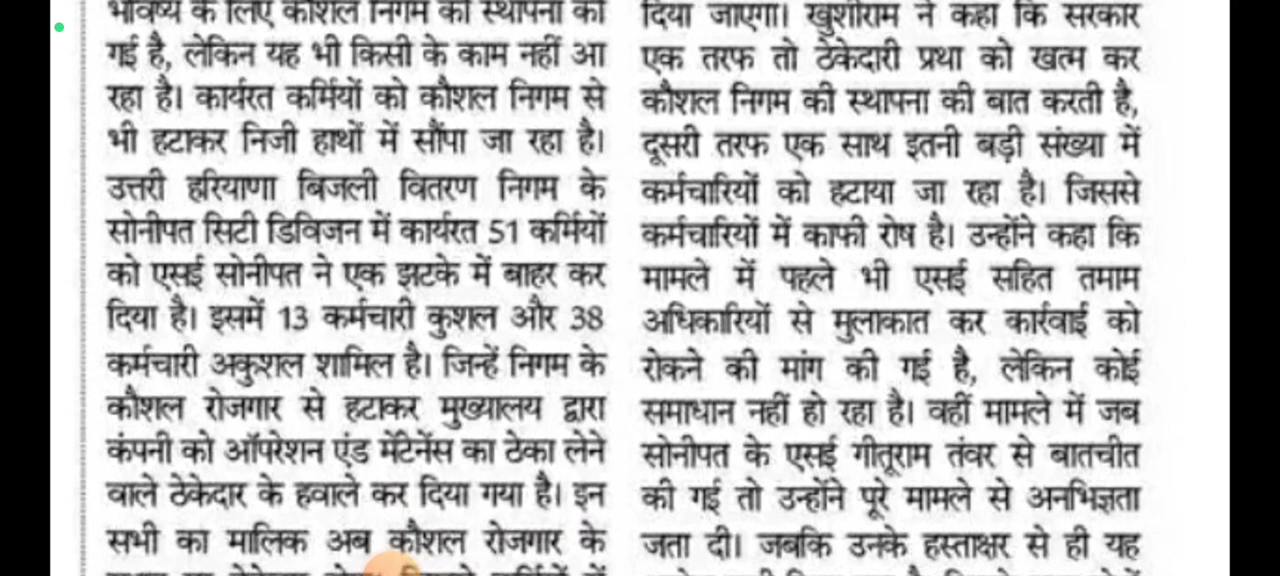 भविष्य के लिए कौशल निगम की स्थापना की
गई है, लेकिन यह भी किसी के काम नहीं आ
रहा है। कार्यरत कर्मियों को कौशल निगम से
भी हटाकर निजी हाथों में सौंपा जा रहा है।
उत्तरी हरियाणा बिजली वितरण निगम के
सोनीपत सिटी डिविजन में कार्यरत 51 कर्मियों
को एसई सोनीपत ने एक झटके में बाहर कर
दिया है। इसमें 13 कर्मचारी कुशल और 38
कर्मचारी अकुशल शामिल है। जिन्हें निगम के
कौशल रोजगार से हटाकर मुख्यालय द्वारा
कंपनी को ऑपरेशन एंड मेंटेनेंस का ठेका लेने
वाले ठेकेदार के हवाले कर दिया गया है। इन
सभी का मालिक अब कौशल रोजगार के
दिया जाएगा। खुशीराम ने कहा कि सरकार
एक तरफ तो ठेकेदारी प्रथा को खत्म कर
कौशल निगम की स्थापना की बात करती है,
दूसरी तरफ एक साथ इतनी बड़ी संख्या में
कर्मचारियों को हटाया जा रहा है। जिससे
कर्मचारियों में काफी रोष है। उन्होंने कहा कि
मामले में पहले भी एसई सहित तमाम
अधिकारियों से मुलाकात कर कार्रवाई को
रोकने की मांग की गई है, लेकिन कोई
समाधान नहीं हो रहा है। वहीं मामले में जब
सोनीपत के एसई गीतूराम तंवर से बातचीत
की गई तो उन्होंने पूरे मामले से अनभिज्ञता
जता दी। जबकि उनके हस्ताक्षर से ही यह